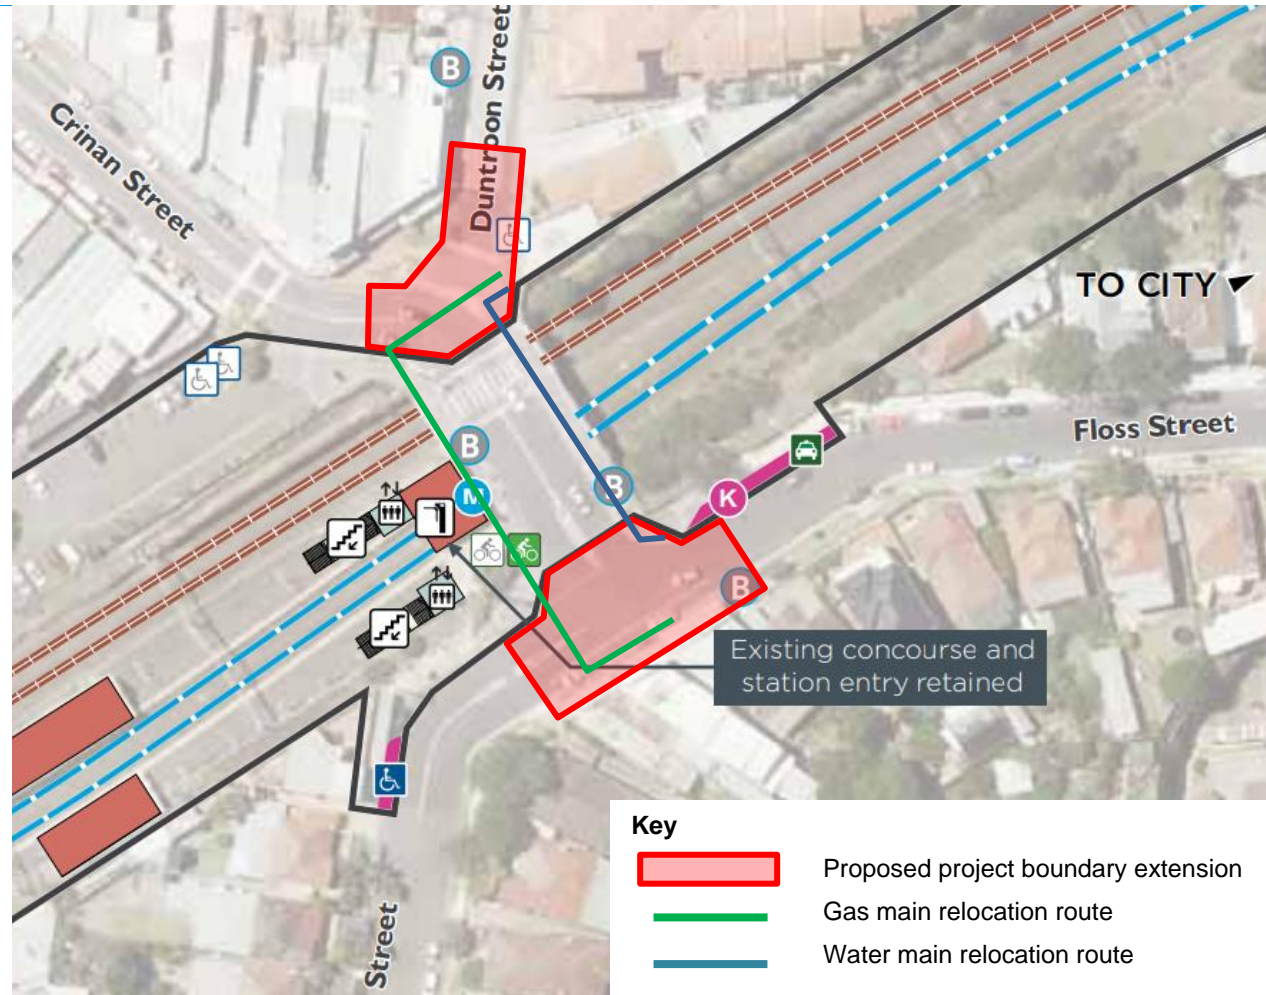 B
Duntroon Street
Crinan Street
TO CITY
Floss Street
B
M
B
K
B
Existing concourse and
station entry retained
Street
Key
Proposed project boundary extension
Gas main relocation route
Water main relocation route